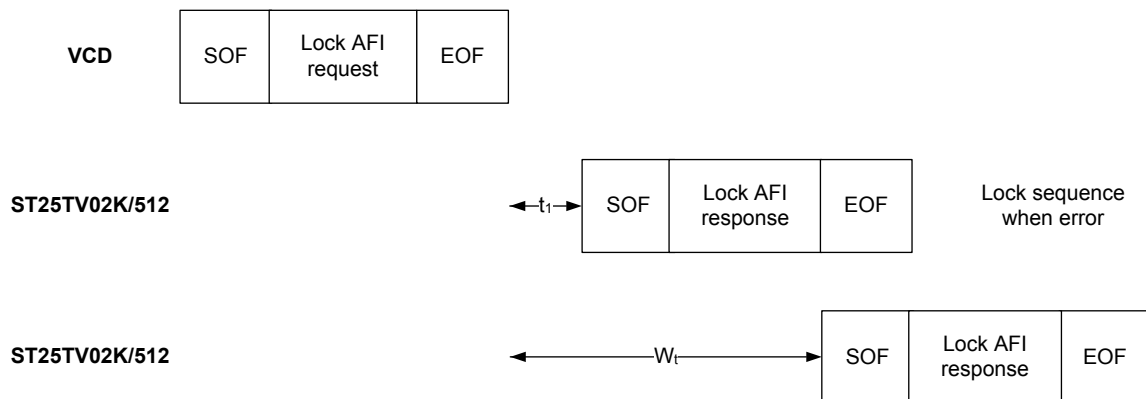 VCD
SOF
Lock AFI
request
EOF
ST25TV02K/512
t₁
SOF
Lock AFI
response
EOF
Lock sequence
when error
ST25TV02K/512
Wₜ
SOF
Lock AFI
response
EOF